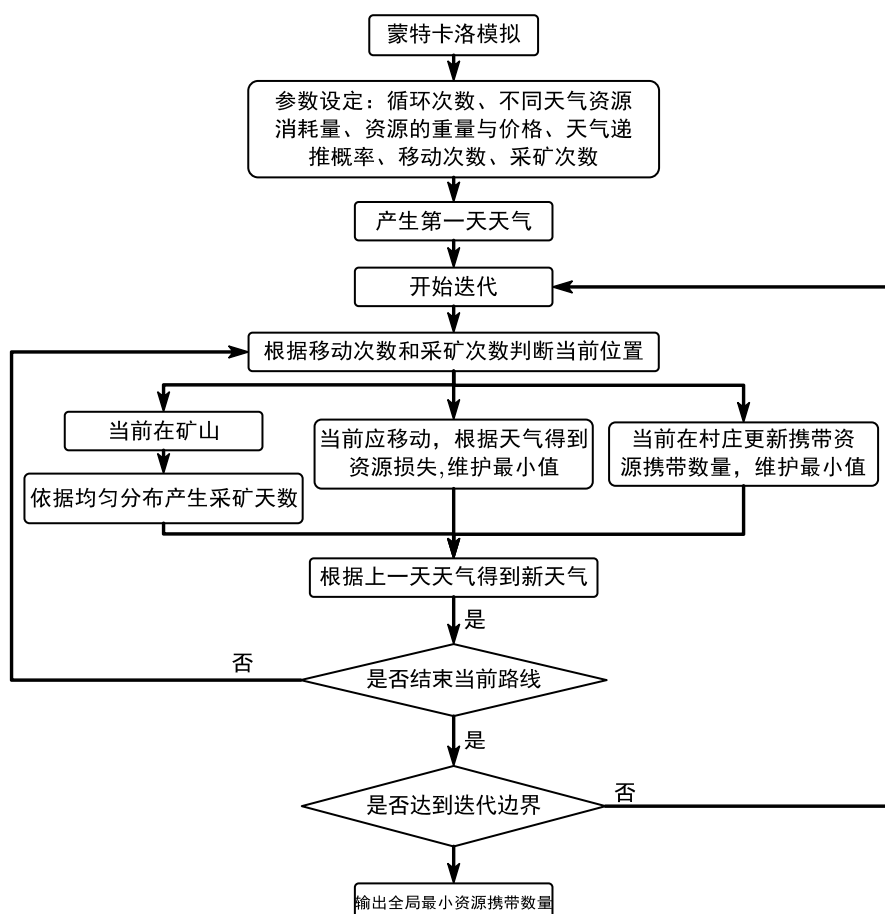 蒙特卡洛模拟
参数设定：循环次数、不同天气资源
消耗量、资源的重量与价格、天气递
推概率、移动次数、采矿次数
产生第一天天气
开始迭代
根据移动次数和采矿次数判断当前位置
当前在矿山
依据均匀分布产生采矿天数
当前应移动，根据天气得到
资源损失,维护最小值
当前在村庄更新携带资
源携带数量，维护最小值
根据上一天天气得到新天气
是
否
是否结束当前路线
是
是否达到迭代边界
否
输出全局最小资源携带数量